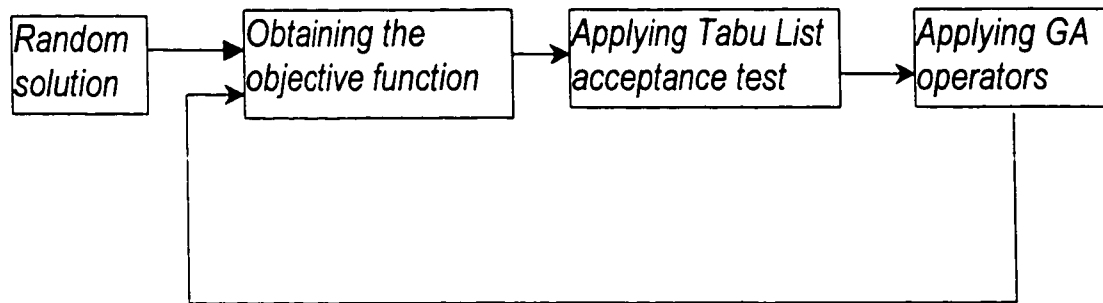 Random
solution
Obtaining the
objective function
Applying Tabu List
acceptance test
Applying GA
operators